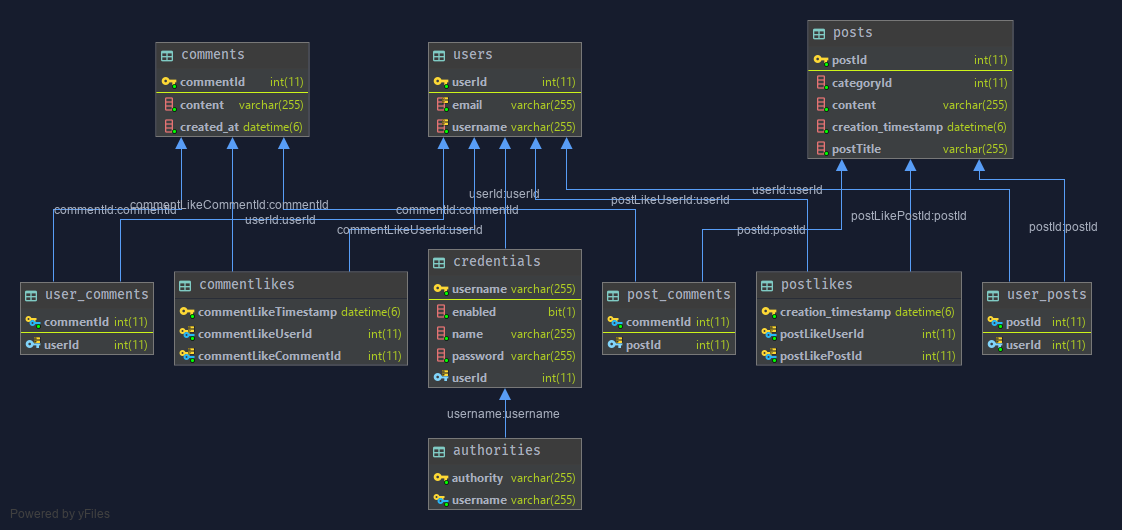 comments
commentId int(11)
content varchar(255)
created_at datetime(6)
users
userId int(11)
email varchar(255)
username varchar(255)
posts
postId int(11)
categoryId int(11)
content varchar(255)
creation_timestamp datetime(6)
postTitle varchar(255)
commentId:commentId
commentLikeCommentId:commentId
userId:userId
commentLikeUserId:userId
userId:userId
commentId:commentId
postLikeUserId:userId
userId:userId
postId:postId
postLikePostId:postId
postId:postId
user_comments
commentId int(11)
userId int(11)
commentlikes
commentLikeTimestamp datetime(6)
commentLikeUserId int(11)
commentLikeCommentId int(11)
credentials
username varchar(255)
enabled bit(1)
name varchar(255)
password varchar(255)
userId int(11)
post_comments
commentId int(11)
postId int(11)
postlikes
creation_timestamp datetime(6)
postLikeUserId int(11)
postLikePostId int(11)
user_posts
postId int(11)
userId int(11)
username:username
authorities
authority varchar(255)
username varchar(255)
Powered by yFiles